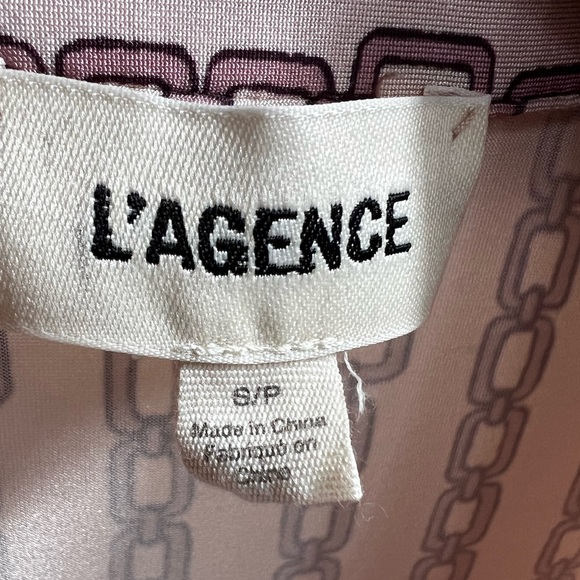 L'AGENCE
S/P
Made in China
Fabriqué en
Chine